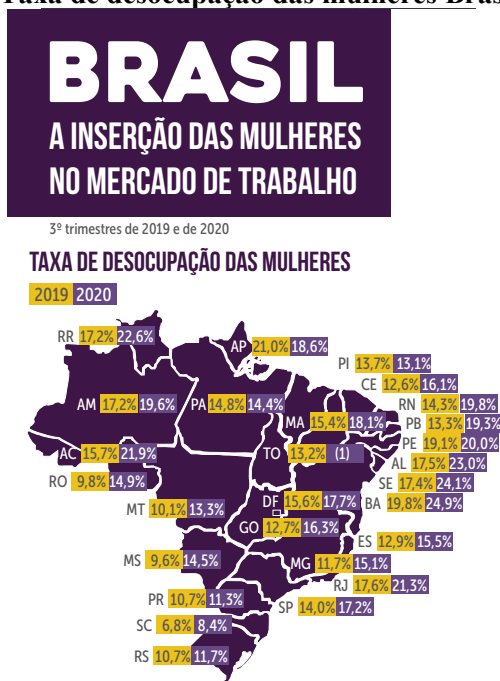 Taxa de desocupação das mulheres Bras
BRASIL
A INSERÇÃO DAS MULHERES
NO MERCADO DE TRABALHO
3º trimestres de 2019 e de 2020
TAXA DE DESOCUPAÇÃO DAS MULHERES
2019 2020
RR 17,2% 22,6%
AP 21,0% 18,6%
PI 13,7% 13,1%
CE 12,6% 16,1%
RN 14,3% 19,8%
AM 17,2% 19,6%
PA 14,8% 14,4%
MA 15,4% 18,1%
PB 13,3% 19,3%
PE 19,1% 20,0%
AC 15,7% 21,9%
TO 13,2% (1)
AL 17,5% 23,0%
RO 9,8% 14,9%
SE 17,4% 24,1%
MT 10,1% 13,3%
DF 15,6% 17,7%
BA 19,8% 24,9%
GO 12,7% 16,3%
ES 12,9% 15,5%
MS 9,6% 14,5%
MG 11,7% 15,1%
RJ 17,6% 21,3%
PR 10,7% 11,3%
SP 14,0% 17,2%
SC 6,8% 8,4%
RS 10,7% 11,7%